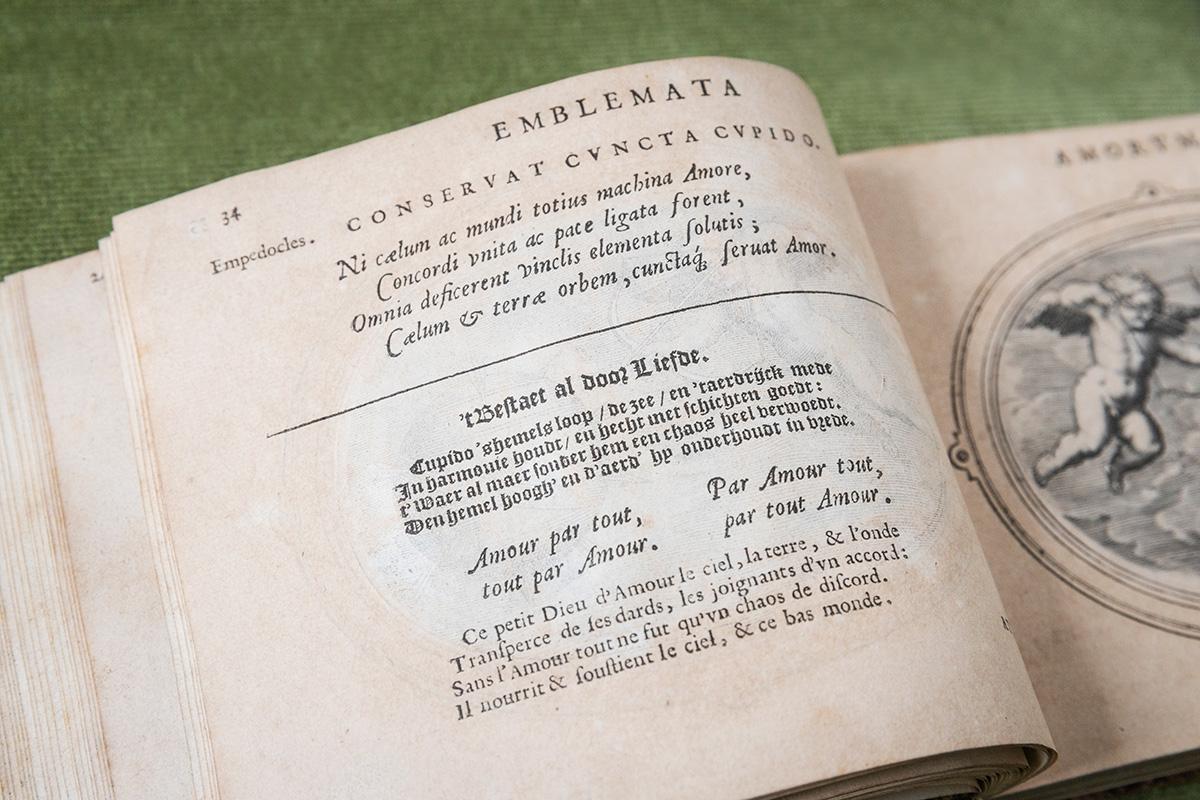 EMBLEMATA
34
CONSERVAT CVNCTA CVPIDO.
Empedocles.
Ni cælum ac mundi totius machina Amore,
Concordi vnita ac pace ligata forent,
Omnia deficerent vinclis elementa ſolutis;
Cælum & terræ orbem, cunctaq́ꝫ ſeruat Amor.
'tBeſtaet al dooꝛ Liefde.
Cupido 'shemels loop / de zee / en 'taerdrĳck mede
In harmonie houdt / en hecht met ſchichten goedt:
t'Waer al maer ſonder hem een chaos heel verwoedt.
Den hemel hoogh' en d'aerd' hy onderhoudt in vꝛede.
Amour par tout,
tout par Amour.
Par Amour tout,
par tout Amour.
Ce petit Dieu d'Amour le ciel, la terre, & l'onde
Tranſperce de ſes dards, les joignants d'vn accord:
Sans l'Amour tout ne fut qu'vn chaos de diſcord.
Il nourrit & ſouſtient le ciel, & ce bas monde.